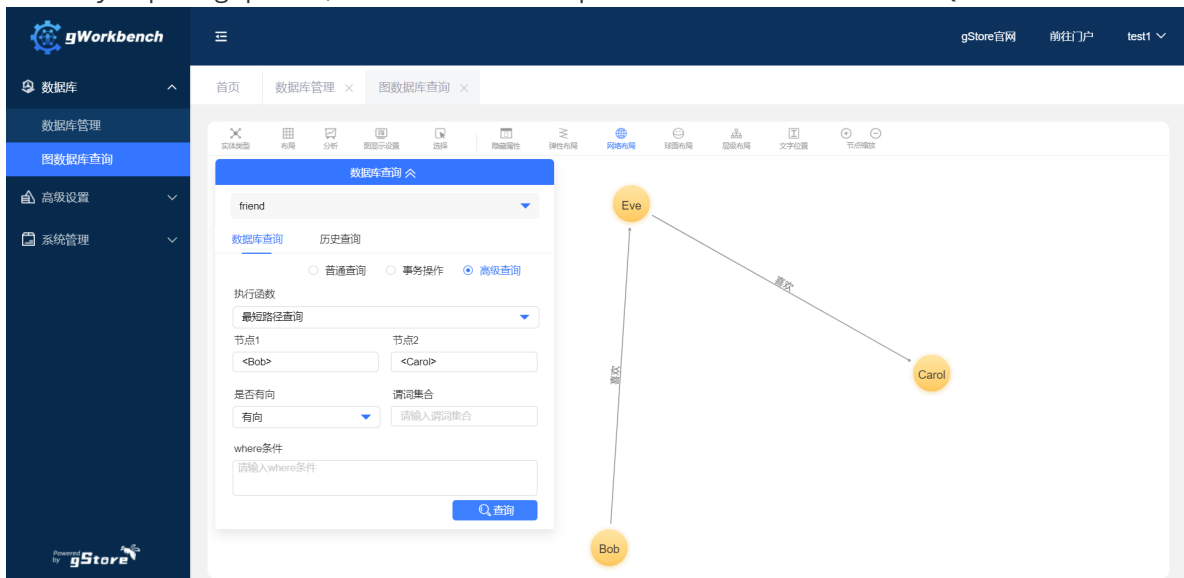 gWorkbench
gStore官网 前往门户 test1
数据库
首页 数据库管理 × 图数据库查询 ×
数据库管理
图数据库查询
高级设置
系统管理
实体类型 布局 分析 图显示设置 选择 隐藏属性 弹性布局 网格布局 球面布局 层级布局 文字位置 节点缩放
数据库查询
friend
数据库查询 历史查询
普通查询 事务操作 高级查询
执行函数
最短路径查询
节点1 节点2
<Bob> <Carol>
是否有向 谓词集合
有向 请输入谓词集合
where条件
请输入where条件
查询
Eve
喜欢
Carol
喜欢
Bob
Powered
by gStore